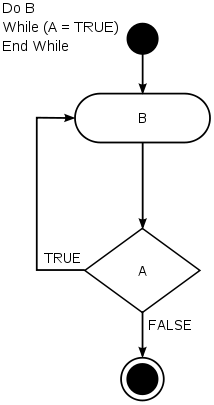 Do B
While (A = TRUE)
End While
B
A
TRUE
FALSE